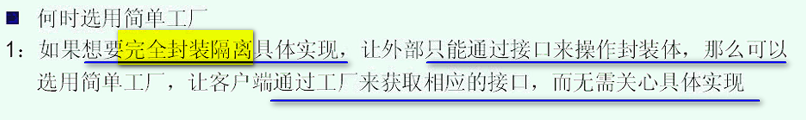 ■ 何时选用简单工厂
1：如果想要完全封装隔离具体实现，让外部只能通过接口来操作封装体，那么可以
选用简单工厂，让客户端通过工厂来获取相应的接口，而无需关心具体实现